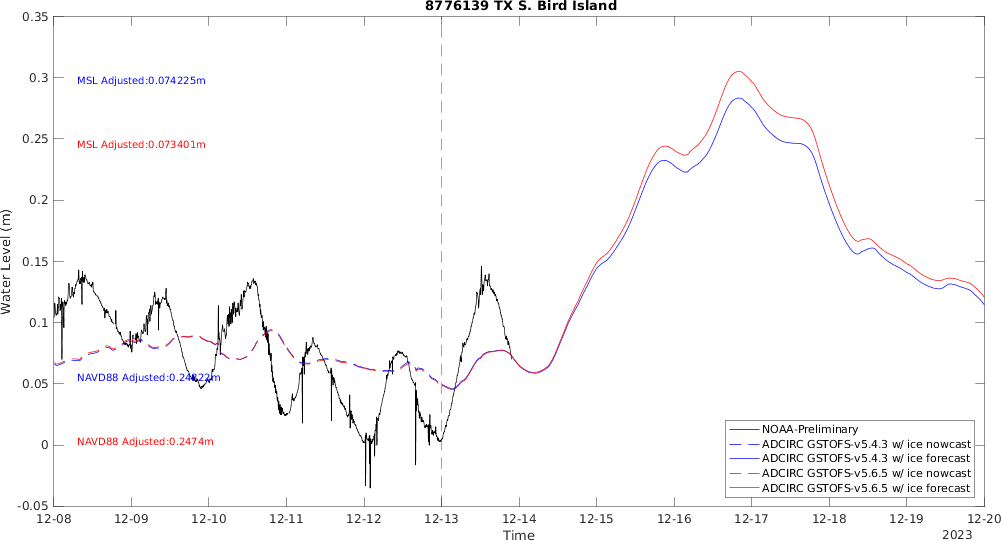 8776139 TX S. Bird Island
0.35
0.3
0.25
0.2
0.15
0.1
0.05
0
-0.05
Water Level (m)
MSL Adjusted:0.074225m
MSL Adjusted:0.073401m
NAVD88 Adjusted:0.24822m
NAVD88 Adjusted:0.2474m
NOAA-Preliminary
ADCIRC GSTOFS-v5.4.3 w/ ice nowcast
ADCIRC GSTOFS-v5.4.3 w/ ice forecast
ADCIRC GSTOFS-v5.6.5 w/ ice nowcast
ADCIRC GSTOFS-v5.6.5 w/ ice forecast
12-08 12-09 12-10 12-11 12-12 12-13 12-14 12-15 12-16 12-17 12-18 12-19 12-20
Time
2023